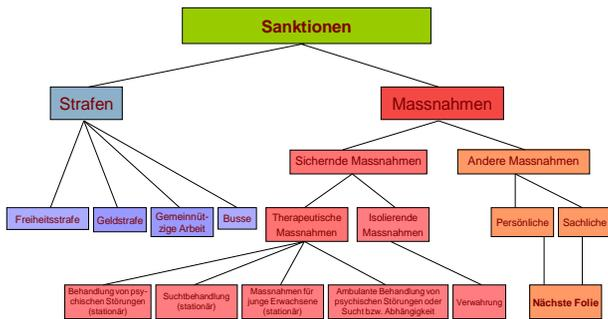 Sanktionen
Strafen
Massnahmen
Sichernde Massnahmen
Andere Massnahmen
Freiheitsstrafe
Geldstrafe
Gemeinnüt-
zige Arbeit
Busse
Therapeutische
Massnahmen
Isolierende
Massnahmen
Persönliche
Sachliche
Behandlung von psy-
chischen Störungen
(stationär)
Suchtbehandlung
(stationär)
Massnahmen für
junge Erwachsene
(stationär)
Ambulante Behandlung von
psychischen Störungen oder
Sucht bzw. Abhängigkeit
Verwahrung
Nächste Folie